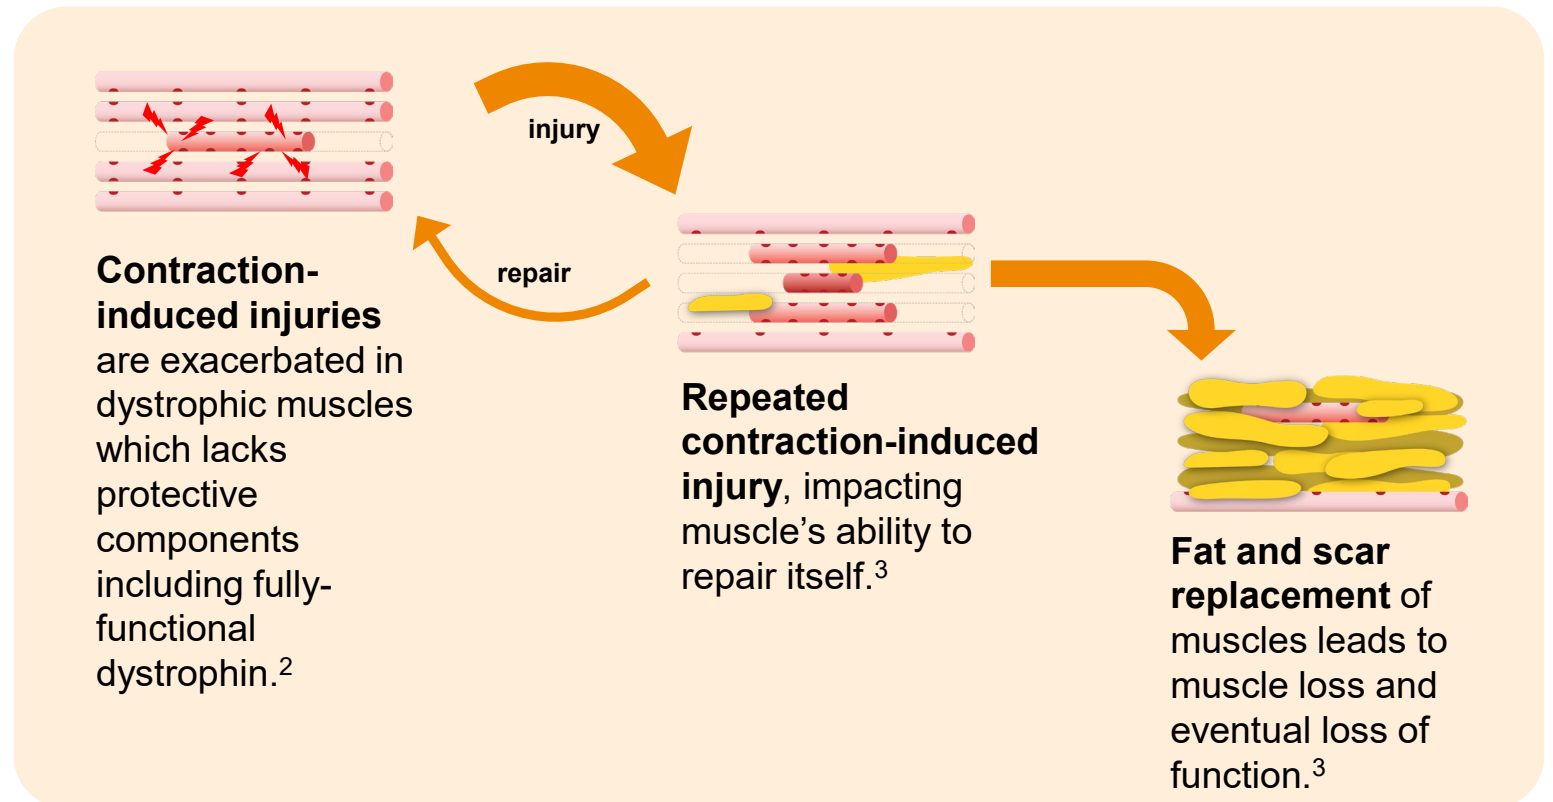 injury
repair
Contraction-
induced injuries
are exacerbated in
dystrophic muscles
which lacks
protective
components
including fully-
functional
dystrophin.2
Repeated
contraction-induced
injury, impacting
muscle’s ability to
repair itself.3
Fat and scar
replacement of
muscles leads to
muscle loss and
eventual loss of
function.3